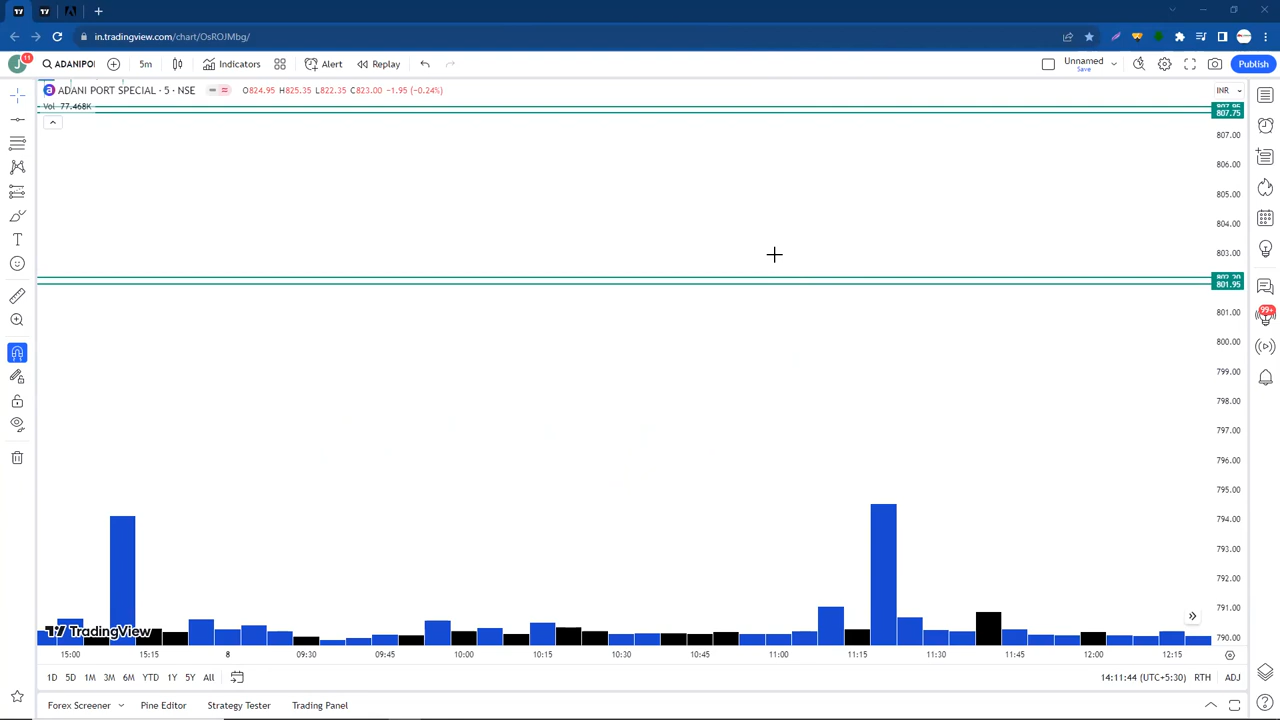 in.tradingview.com/chart/OsROJMbg/
J 11 ADANIPO 5m Indicators Alert Replay Unnamed Save Publish
ADANI PORT SPECIAL · 5 · NSE O824.95 H825.35 L822.35 C823.00 -1.95 (-0.24%) INR
Vol 77.468K
807.95
807.75
807.00
806.00
805.00
804.00
803.00
802.20
801.95
801.00
800.00
799.00
798.00
797.00
796.00
795.00
794.00
793.00
792.00
791.00
790.00
99+
TradingView
15:00 15:15 8 09:30 09:45 10:00 10:15 10:30 10:45 11:00 11:15 11:30 11:45 12:00 12:15
1D 5D 1M 3M 6M YTD 1Y 5Y All 14:11:44 (UTC+5:30) RTH ADJ
Forex Screener Pine Editor Strategy Tester Trading Panel